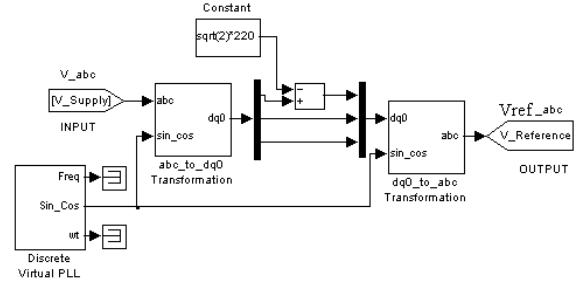 Constant
sqrt(2)*220
V_abc
[V_Supply]
INPUT
abc
sin_cos
dq0
abc_to_dq0
Transformation
−
+
dq0
sin_cos
abc
dq0_to_abc
Transformation
Vref_abc
V_Reference
OUTPUT
Freq
Sin_Cos
wt
Discrete
Virtual PLL